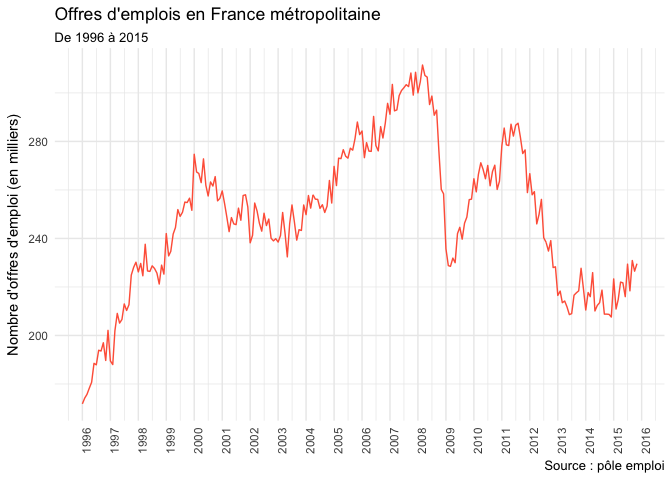 Offres d'emplois en France métropolitaine
De 1996 à 2015
Nombre d'offres d'emploi (en milliers)
280
240
200
1996 1997 1998 1999 2000 2001 2002 2003 2004 2005 2006 2007 2008 2009 2010 2011 2012 2013 2014 2015 2016
Source : pôle emploi